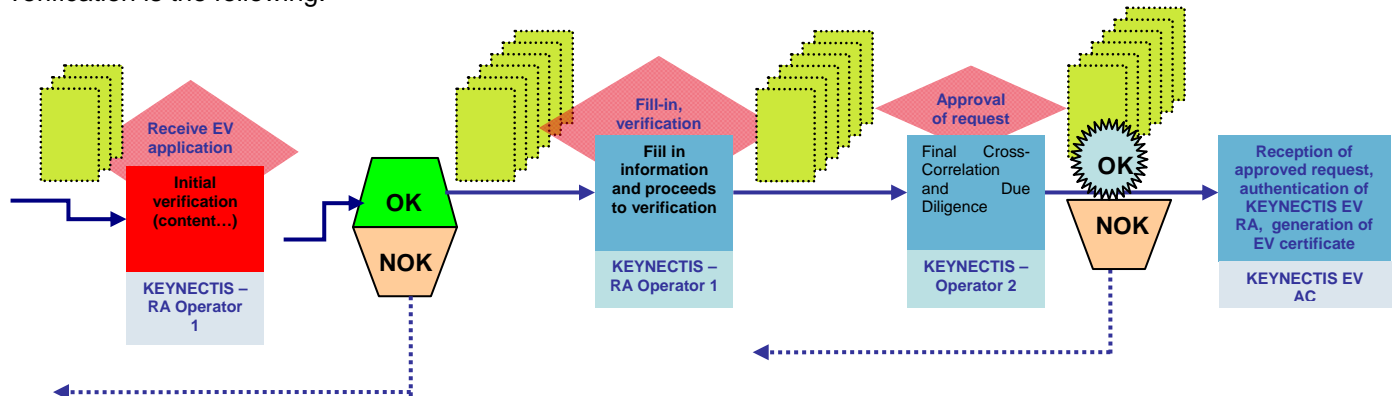 verification is the following:
Receive EV
application
Initial
verification
(content…)
KEYNECTIS –
RA Operator
1
OK
NOK
Fill-in,
verification
Fiil in
information
and proceeds
to verification
KEYNECTIS –
RA Operator 1
Approval
of request
Final Cross-
Correlation
and Due
Diligence
KEYNECTIS –
Operator 2
OK
NOK
Reception of
approved request,
authentication of
KEYNECTIS EV
RA, generation of
EV certificate
KEYNECTIS EV
AC